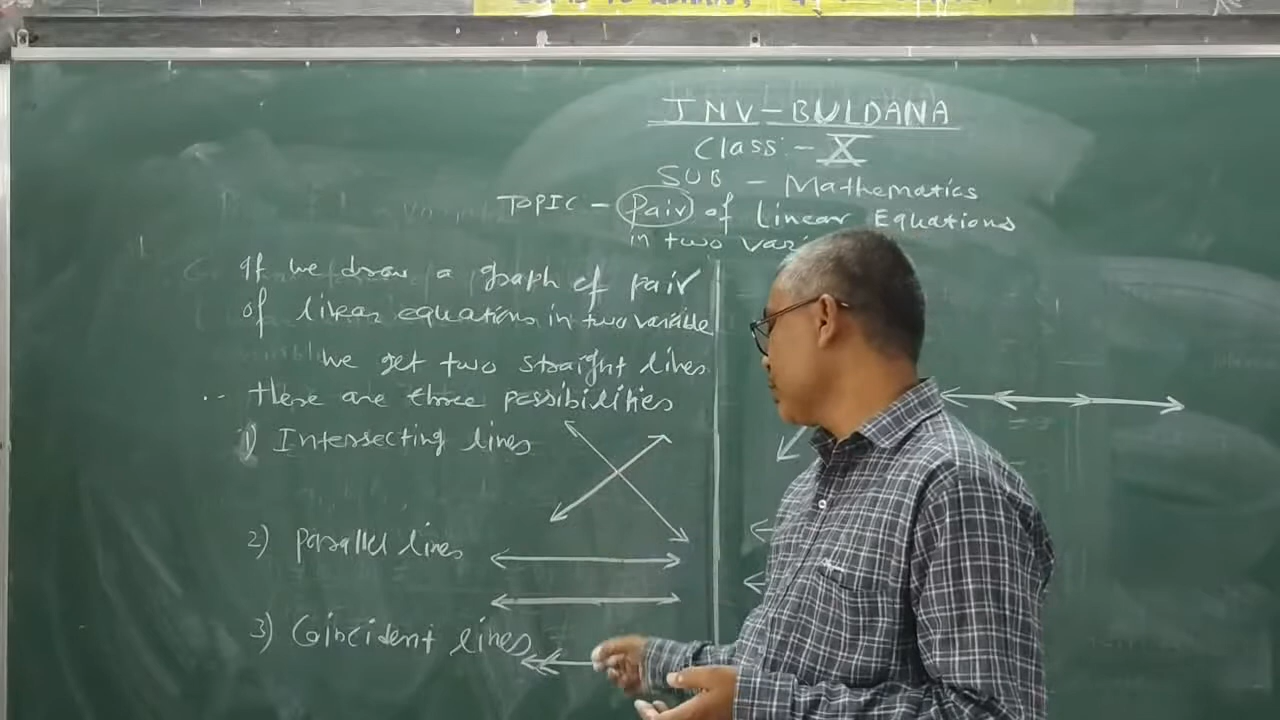 JNV - BULDANA
Class :- X
SUB - Mathematics
TOPIC - Pair of Linear Equations
in two vari
If we draw a graph of pair
of linear equations in two variable
we get two straight lines
there are three possibilities
1) Intersecting lines
2) Parallel lines
3) Coincident lines